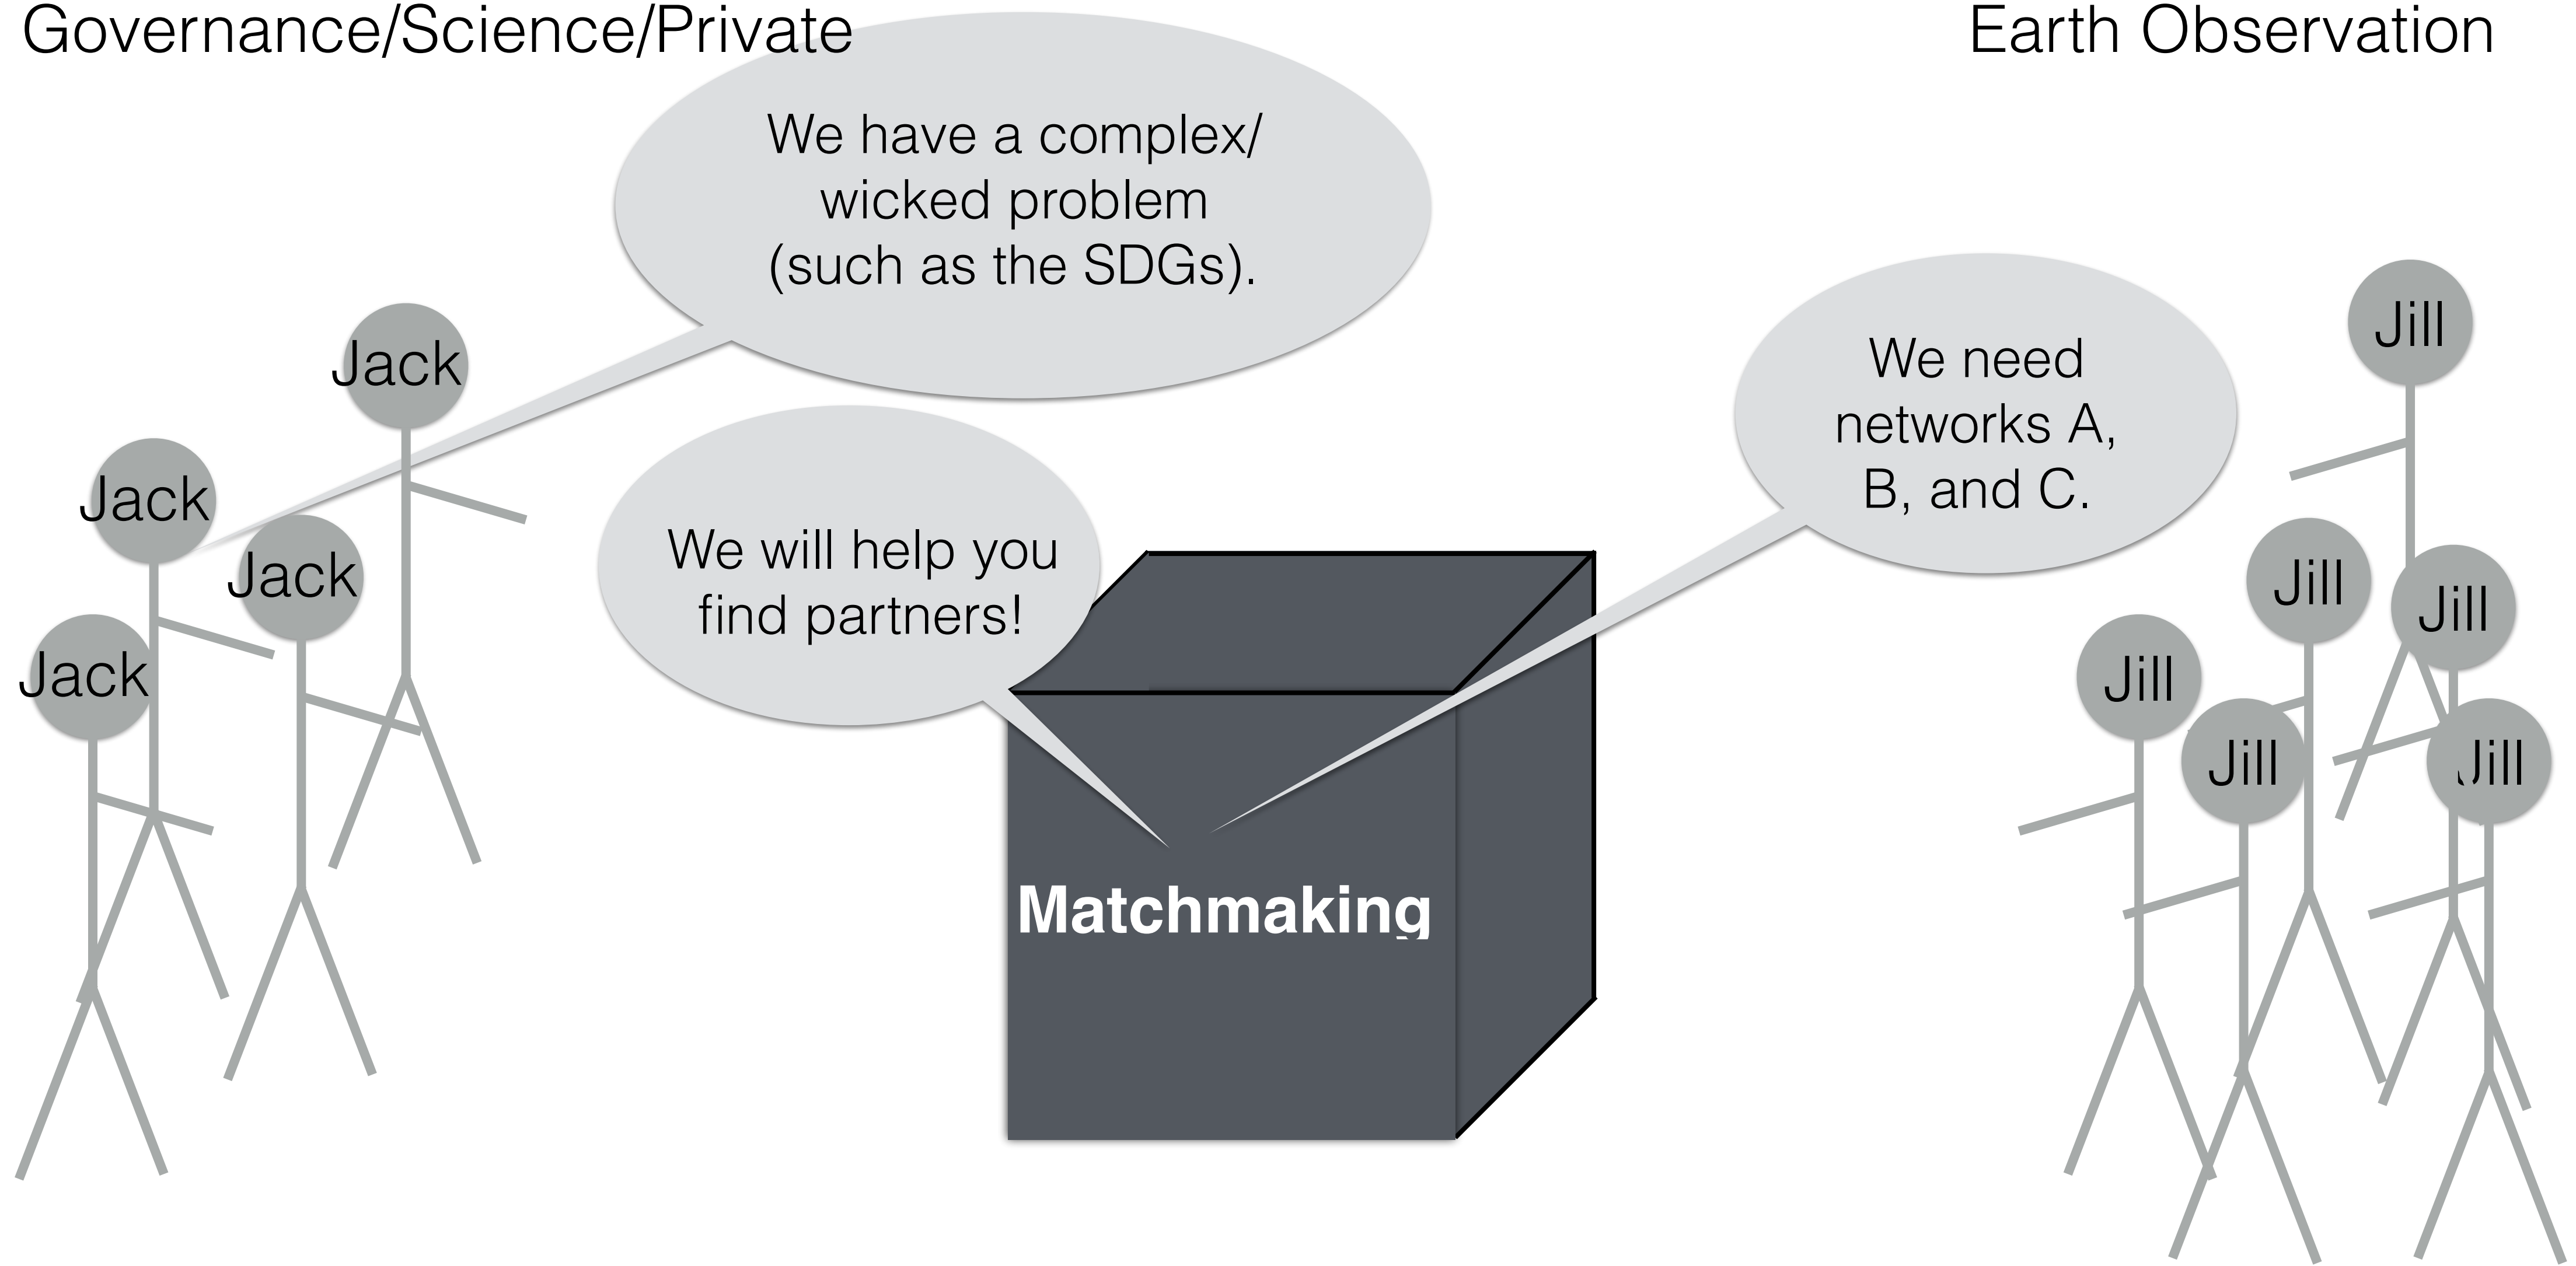 Governance/Science/Private
Earth Observation
We have a complex/
wicked problem
(such as the SDGs).
We need
networks A,
B, and C.
We will help you
find partners!
Jack
Jack
Jack
Jack
Matchmaking
Jill
Jill
Jill
Jill
Jill
Jill